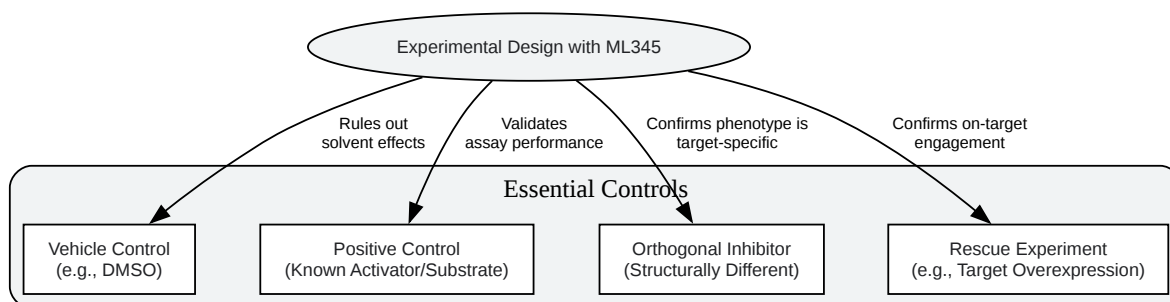 Experimental Design with ML345
Rules out
solvent effects
Validates
assay performance
Confirms phenotype is
target-specific
Confirms on-target
engagement
Essential Controls
Vehicle Control
(e.g., DMSO)
Positive Control
(Known Activator/Substrate)
Orthogonal Inhibitor
(Structurally Different)
Rescue Experiment
(e.g., Target Overexpression)